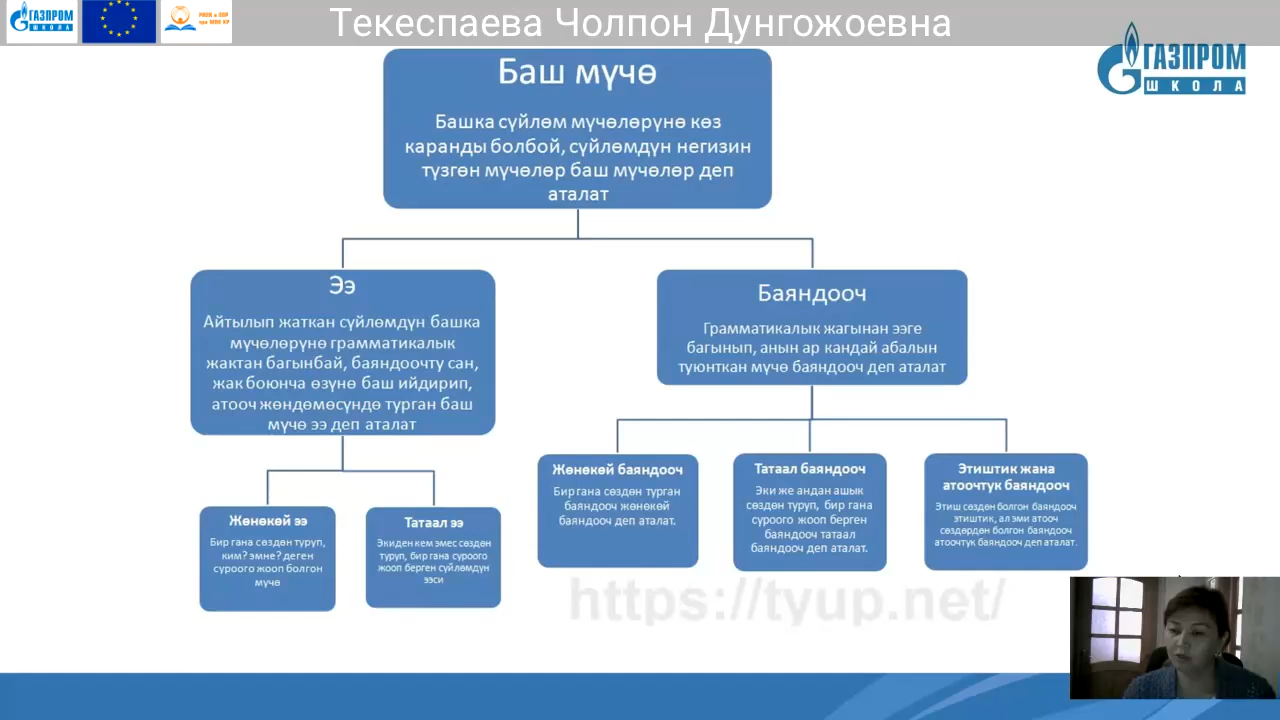 ГАЗПРОМ
ШКОЛА
РИПК и ППР
при МОН КР
Текеспаева Чолпон Дунгожоевна
ГАЗПРОМ
ШКОЛА
Баш мүчө
Башка сүйлөм мүчөлөрүнө көз
каранды болбой, сүйлөмдүн негизин
түзгөн мүчөлөр баш мүчөлөр деп
аталат
Ээ
Айтылып жаткан сүйлөмдүн башка
мүчөлөрүнө грамматикалык
жактан багынбай, баяндоочту сан,
жак боюнча өзүнө баш ийдирип,
атооч жөндөмөсүндө турган баш
мүчө ээ деп аталат
Баяндооч
Грамматикалык жагынан ээге
багынып, анын ар кандай абалын
туюнткан мүчө баяндооч деп аталат
Жөнөкөй ээ
Бир гана сөздөн туруп,
ким? эмне? деген
суроого жооп болгон
мүчө
Татаал ээ
Экиден кем эмес сөздөн
туруп, бир гана суроого
жооп берген сүйлөмдүн
ээси
Жөнөкөй баяндооч
Бир гана сөздөн турган
баяндооч жөнөкөй
баяндооч деп аталат.
Татаал баяндооч
Эки же андан ашык
сөздөн туруп, бир гана
суроого жооп берген
баяндооч татаал
баяндооч деп аталат.
Этиштик жана
атоочтук баяндооч
Этиш сөздөн болгон баяндооч
этиштик, ал эми атооч
сөздөрдөн болгон баяндооч
атоочтук баяндооч деп аталат.
https://tyup.net/